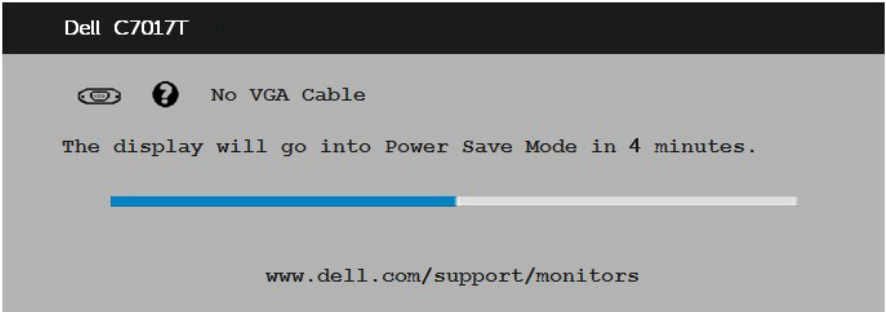 Dell C7017T
? No VGA Cable
The display will go into Power Save Mode in 4 minutes.
www.dell.com/support/monitors